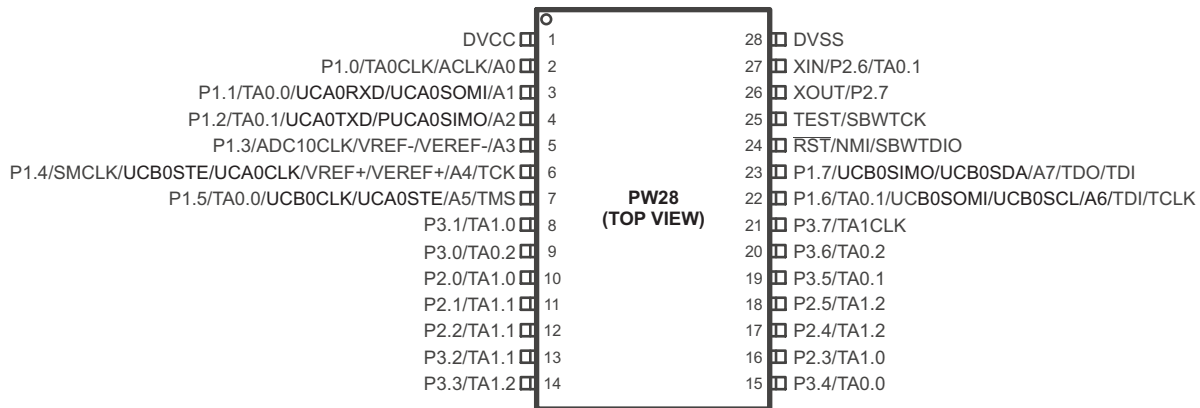 DVCC 1 28 DVSS
P1.0/TA0CLK/ACLK/A0 2 27 XIN/P2.6/TA0.1
P1.1/TA0.0/UCA0RXD/UCA0SOMI/A1 3 26 XOUT/P2.7
P1.2/TA0.1/UCA0TXD/PUCA0SIMO/A2 4 25 TEST/SBWTCK
P1.3/ADC10CLK/VREF-/VEREF-/A3 5 24 RST/NMI/SBWTDIO
P1.4/SMCLK/UCB0STE/UCA0CLK/VREF+/VEREF+/A4/TCK 6 23 P1.7/UCB0SIMO/UCB0SDA/A7/TDO/TDI
P1.5/TA0.0/UCB0CLK/UCA0STE/A5/TMS 7 PW28 22 P1.6/TA0.1/UCB0SOMI/UCB0SCL/A6/TDI/TCLK
P3.1/TA1.0 8 (TOP VIEW) 21 P3.7/TA1CLK
P3.0/TA0.2 9 20 P3.6/TA0.2
P2.0/TA1.0 10 19 P3.5/TA0.1
P2.1/TA1.1 11 18 P2.5/TA1.2
P2.2/TA1.1 12 17 P2.4/TA1.2
P3.2/TA1.1 13 16 P2.3/TA1.0
P3.3/TA1.2 14 15 P3.4/TA0.0